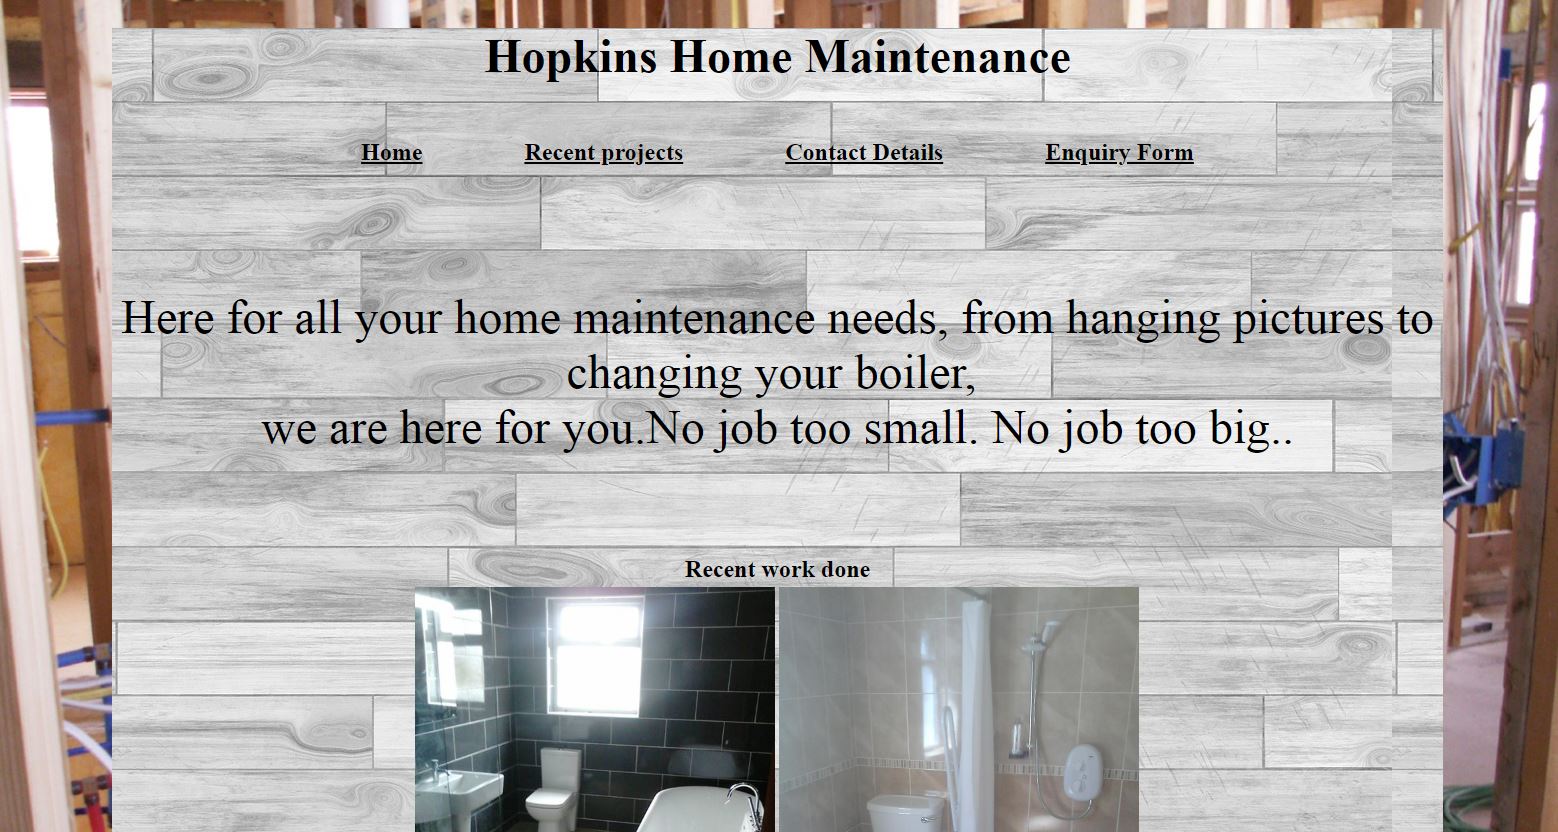 Hopkins Home Maintenance
Home Recent projects Contact Details Enquiry Form
Here for all your home maintenance needs, from hanging pictures to
changing your boiler,
we are here for you.No job too small. No job too big..
Recent work done